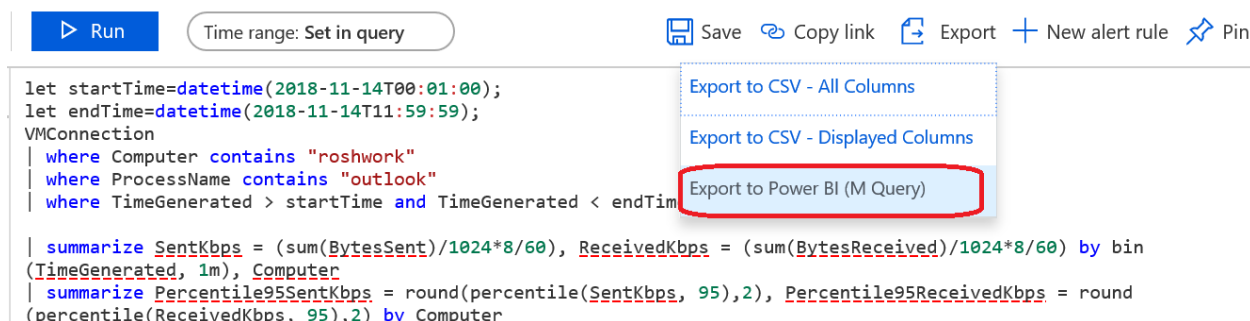 Run
Time range: Set in query
Save
Copy link
Export
New alert rule
Pin
Export to CSV - All Columns
Export to CSV - Displayed Columns
Export to Power BI (M Query)
let startTime=datetime(2018-11-14T00:01:00);
let endTime=datetime(2018-11-14T11:59:59);
VMConnection
| where Computer contains "roshwork"
| where ProcessName contains "outlook"
| where TimeGenerated > startTime and TimeGenerated < endTim
| summarize SentKbps = (sum(BytesSent)/1024*8/60), ReceivedKbps = (sum(BytesReceived)/1024*8/60) by bin
(TimeGenerated, 1m), Computer
| summarize Percentile95SentKbps = round(percentile(SentKbps, 95),2), Percentile95ReceivedKbps = round
(percentile(ReceivedKbps, 95),2) by Computer